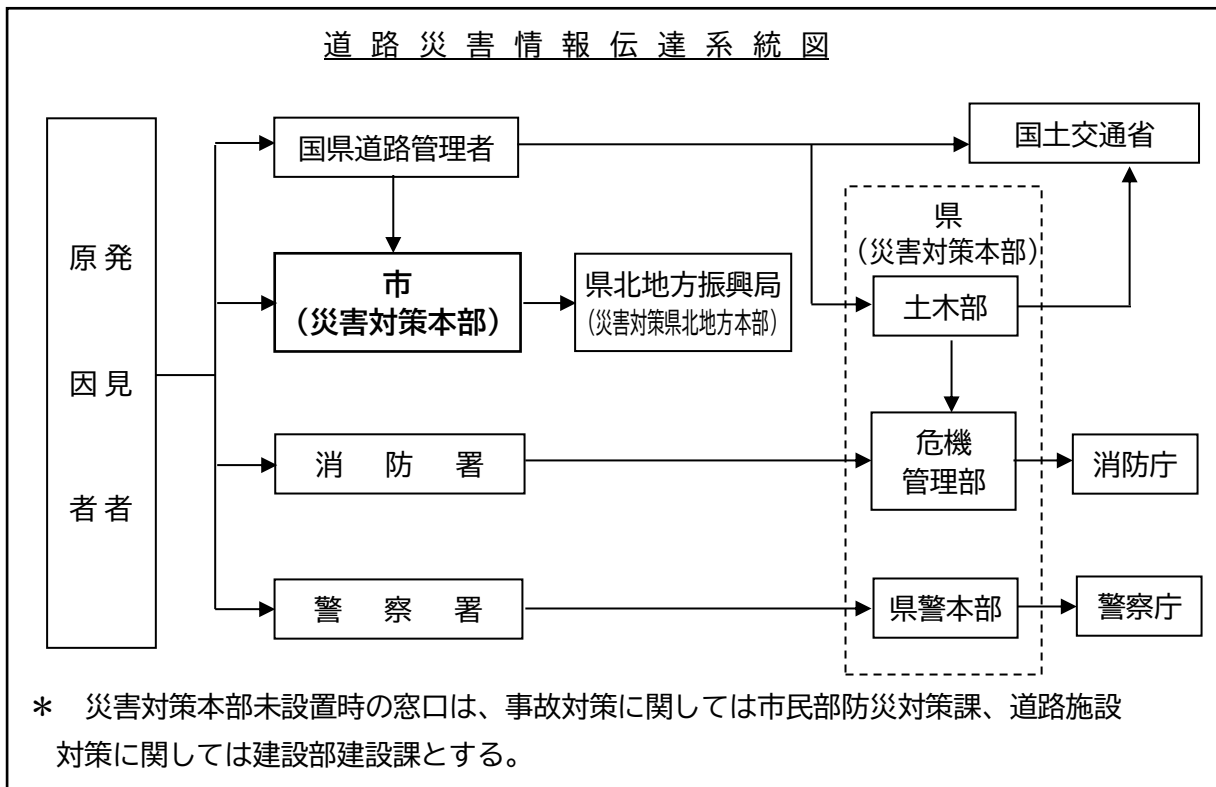 道路災害情報伝達系統図
国県道路管理者
国土交通省
県
（災害対策本部）
原発
因見
者者
市
（災害対策本部）
県北地方振興局
（災害対策県北地方本部）
土木部
消防署
危機
管理部
消防庁
警察署
県警本部
警察庁
＊　災害対策本部未設置時の窓口は、事故対策に関しては市民部防災対策課、道路施設
対策に関しては建設部建設課とする。